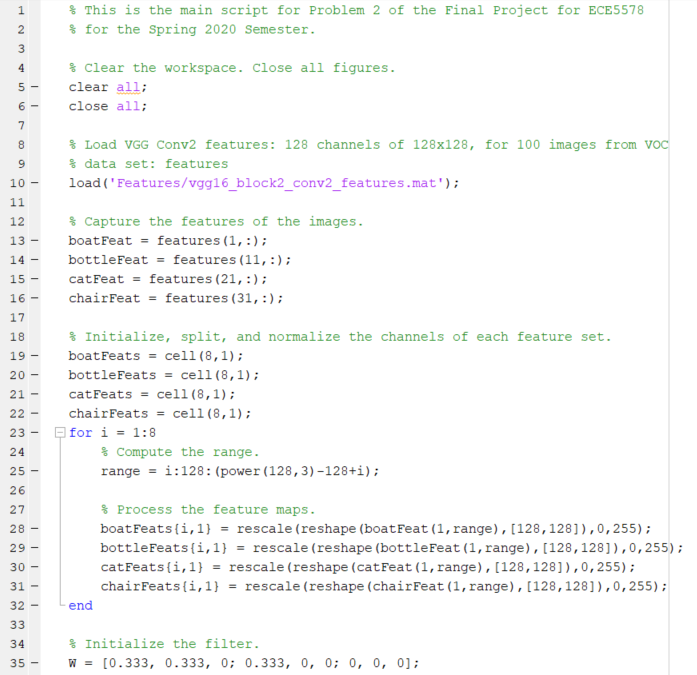 1 % This is the main script for Problem 2 of the Final Project for ECE5578
2 % for the Spring 2020 Semester.
3
4 % Clear the workspace. Close all figures.
5 – clear all;
6 – close all;
7
8 % Load VGG Conv2 features: 128 channels of 128x128, for 100 images from VOC
9 % data set: features
10 – load('Features/vgg16_block2_conv2_features.mat');
11
12 % Capture the features of the images.
13 – boatFeat = features(1,:);
14 – bottleFeat = features(11,:);
15 – catFeat = features(21,:);
16 – chairFeat = features(31,:);
17
18 % Initialize, split, and normalize the channels of each feature set.
19 – boatFeats = cell(8,1);
20 – bottleFeats = cell(8,1);
21 – catFeats = cell(8,1);
22 – chairFeats = cell(8,1);
23 – for i = 1:8
24 % Compute the range.
25 – range = i:128:(power(128,3)-128+i);
26
27 % Process the feature maps.
28 – boatFeats{i,1} = rescale(reshape(boatFeat(1,range),[128,128]),0,255);
29 – bottleFeats{i,1} = rescale(reshape(bottleFeat(1,range),[128,128]),0,255);
30 – catFeats{i,1} = rescale(reshape(catFeat(1,range),[128,128]),0,255);
31 – chairFeats{i,1} = rescale(reshape(chairFeat(1,range),[128,128]),0,255);
32 – end
33
34 % Initialize the filter.
35 – W = [0.333, 0.333, 0; 0.333, 0, 0; 0, 0, 0];